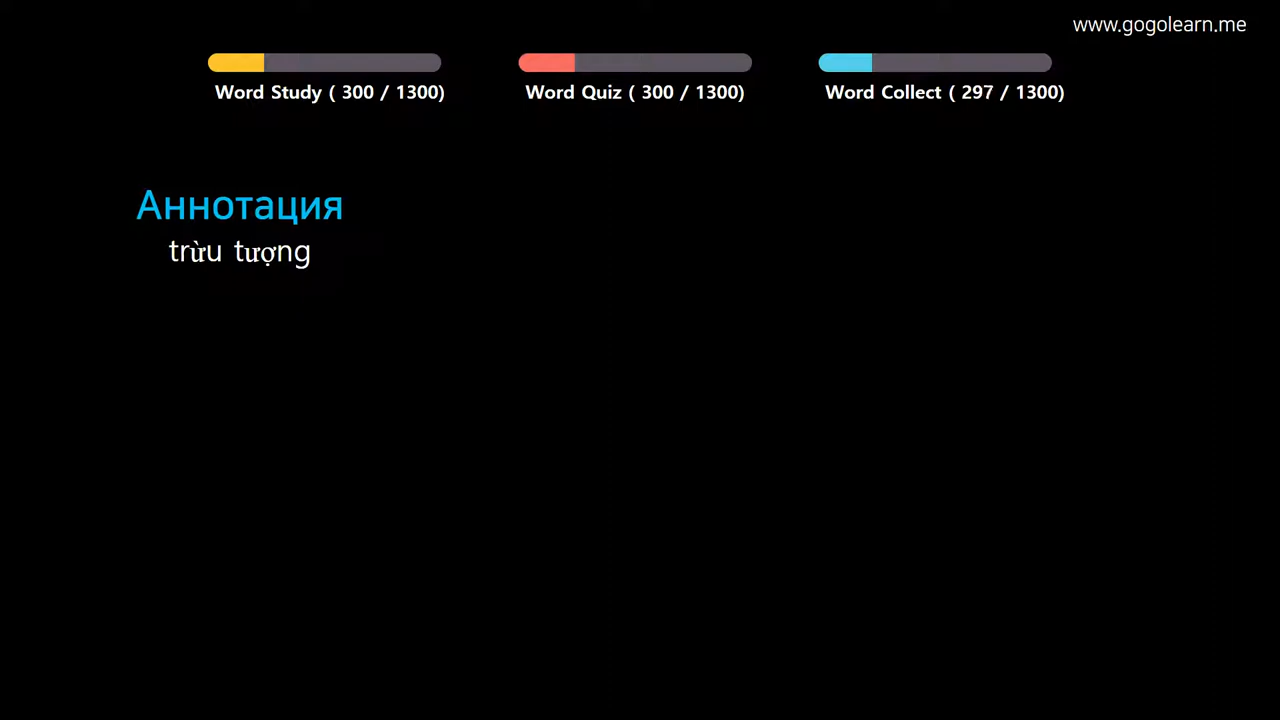 www.gogolearn.me
Word Study ( 300 / 1300)
Word Quiz ( 300 / 1300)
Word Collect ( 297 / 1300)
Аннотация
trừu tượng